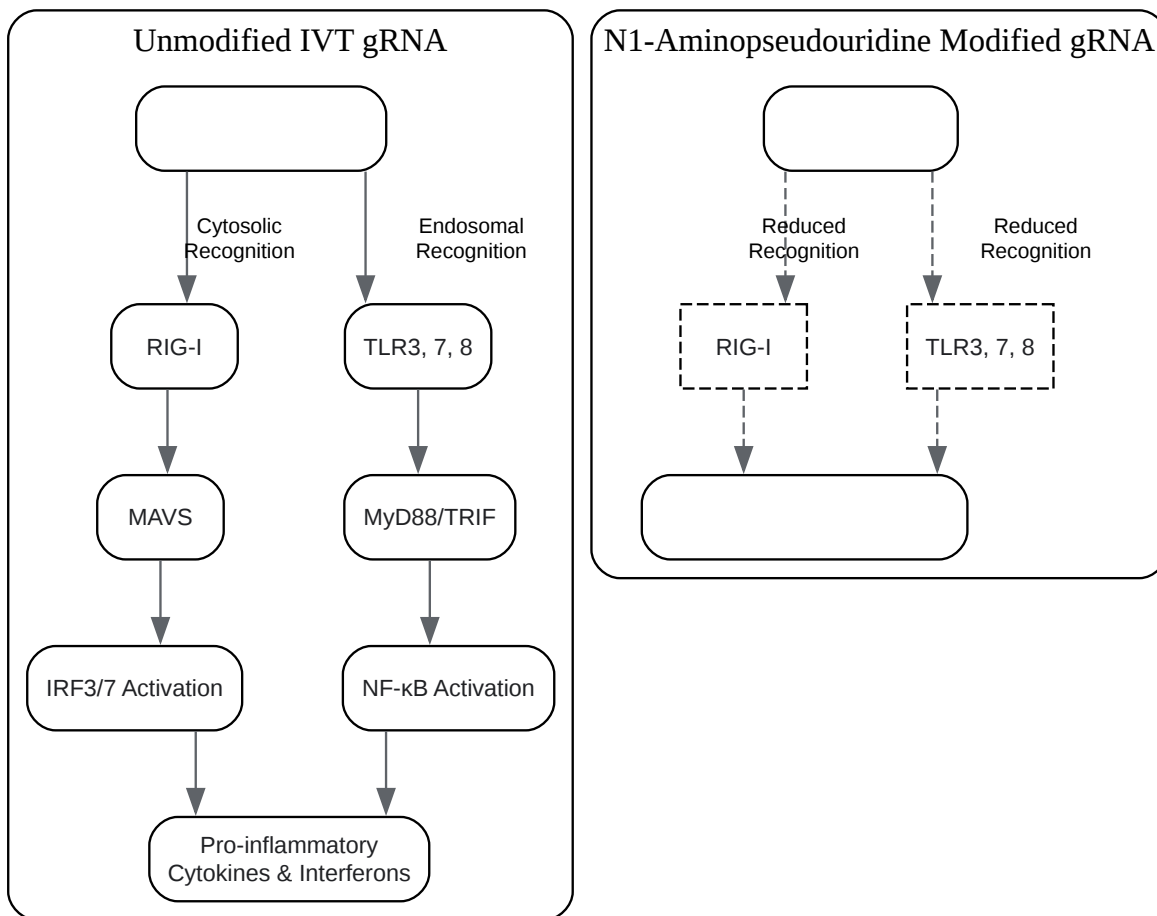 Unmodified IVT gRNA
Cytosolic
Recognition
Endosomal
Recognition
RIG-I
TLR3, 7, 8
MAVS
MyD88/TRIF
IRF3/7 Activation
NF-κB Activation
Pro-inflammatory
Cytokines & Interferons
N1-Aminopseudouridine Modified gRNA
Reduced
Recognition
Reduced
Recognition
RIG-I
TLR3, 7, 8